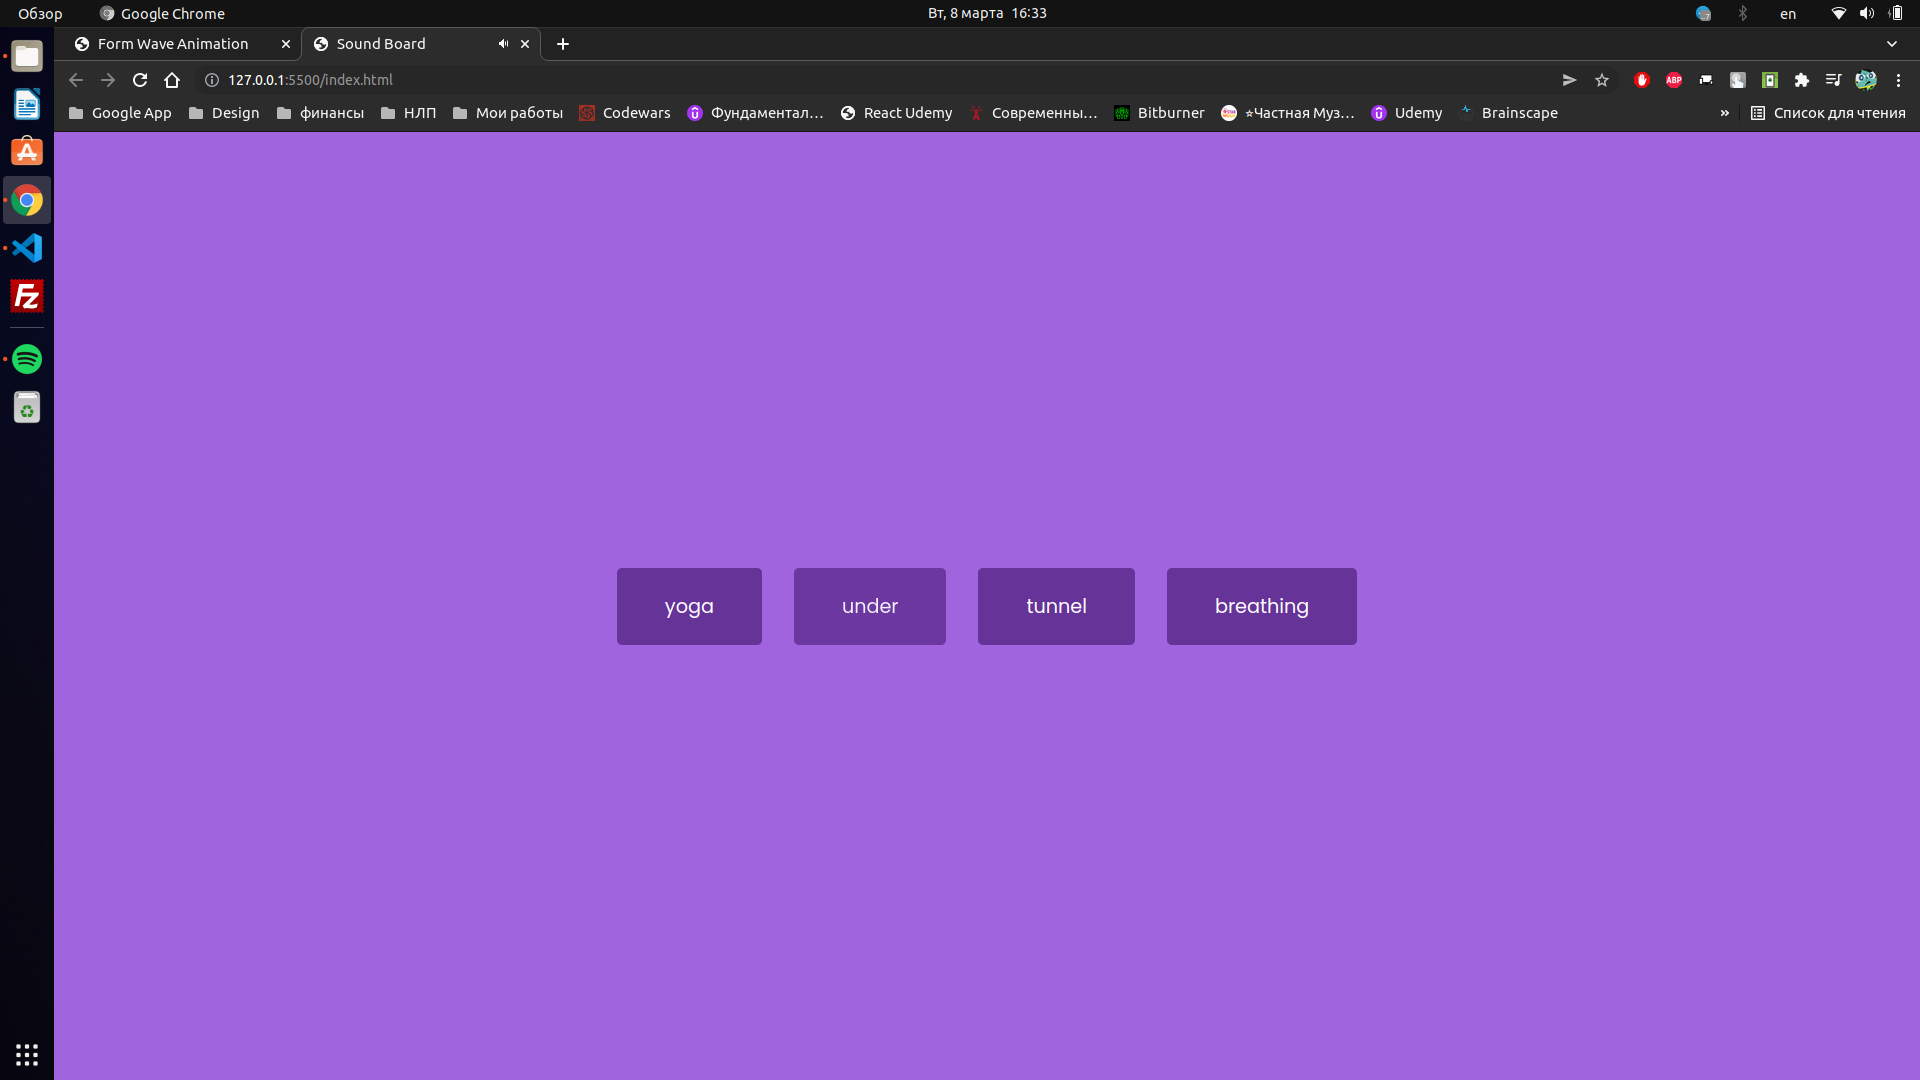 Обзор Google Chrome Вт, 8 марта 16:33 en
Form Wave Animation Sound Board
127.0.0.1:5500/index.html ABP
Google App Design финансы НЛП Мои работы Codewars Фундаментал... React Udemy Современны... Bitburner ⭐Частная Муз... Udemy Brainscape » Список для чтения
Fz
yoga under tunnel breathing